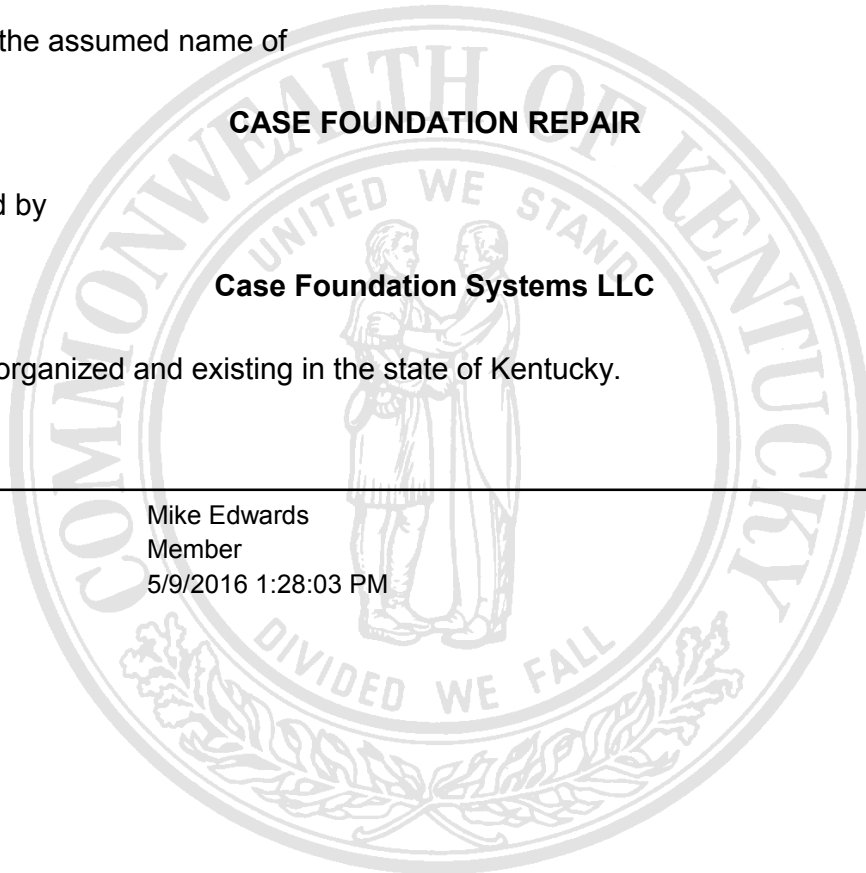 the assumed name of
CASE FOUNDATION REPAIR
d by
Case Foundation Systems LLC
organized and existing in the state of Kentucky.
Mike Edwards
Member
5/9/2016 1:28:03 PM
COMMONWEALTH OF KENTUCKY
UNITED WE STAND
DIVIDED WE FALL